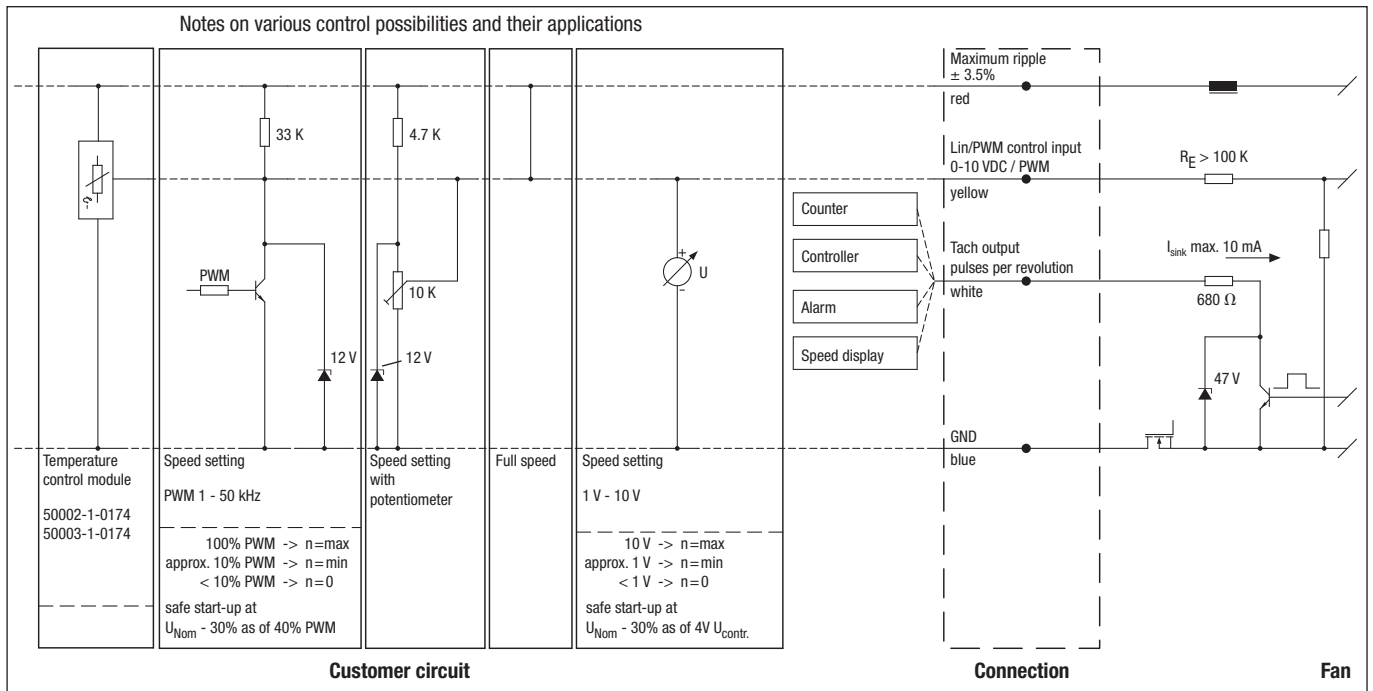 Notes on various control possibilities and their applications
33 K
4.7 K
PWM
12 V
10 K
12 V
U
+
-
Temperature
control module
50002-1-0174
50003-1-0174
Speed setting
PWM 1 - 50 kHz
100% PWM -> n=max
approx. 10% PWM -> n=min
< 10% PWM -> n=0
safe start-up at
UNom - 30% as of 40% PWM
Speed setting
with
potentiometer
Full speed
Speed setting
1 V - 10 V
10 V -> n=max
approx. 1 V -> n=min
< 1 V -> n=0
safe start-up at
UNom - 30% as of 4V Ucontr.
Counter
Controller
Alarm
Speed display
Maximum ripple
± 3.5%
red
Lin/PWM control input
0-10 VDC / PWM
yellow
Tach output
pulses per revolution
white
GND
blue
RE > 100 K
Isink max. 10 mA
680 Ω
47 V
Customer circuit
Connection
Fan